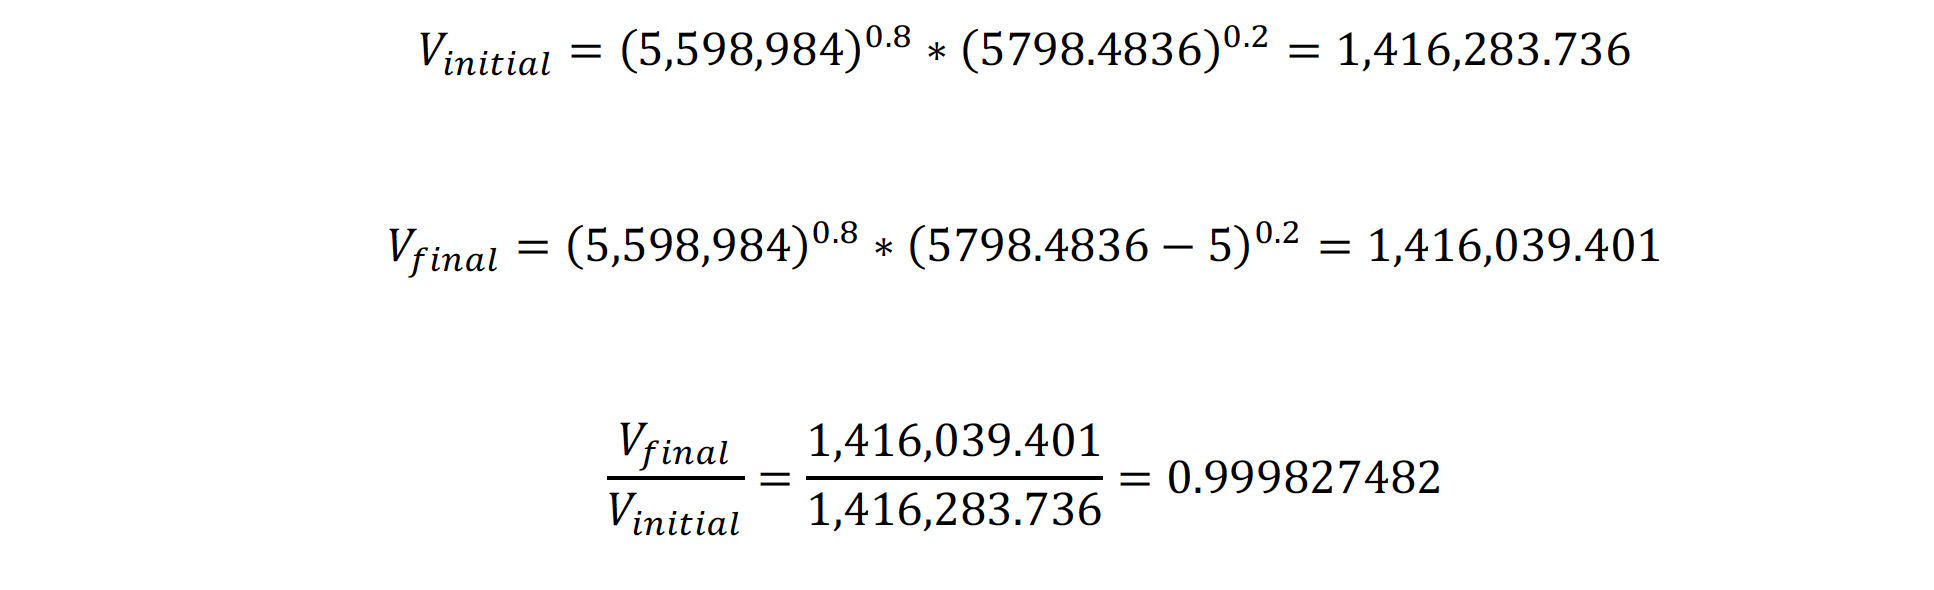 V_initial = (5,598,984)^0.8 * (5798.4836)^0.2 = 1,416,283.736
V_final = (5,598,984)^0.8 * (5798.4836 − 5)^0.2 = 1,416,039.401
V_final / V_initial = 1,416,039.401 / 1,416,283.736 = 0.999827482